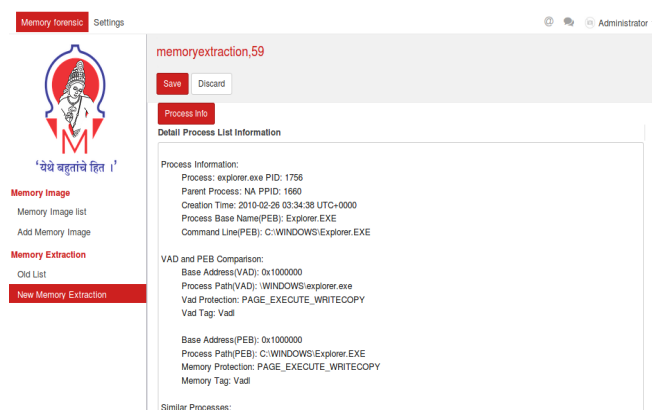 Memory forensic Settings @ Administrator
memoryextraction,59
Save Discard
Process Info
Detail Process List Information
M
‘येथे बहुतांचे हित ।’
Memory Image
Memory Image list
Add Memory Image
Memory Extraction
Old List
New Memory Extraction
Process Information:
Process: explorer.exe PID: 1756
Parent Process: NA PPID: 1660
Creation Time: 2010-02-26 03:34:38 UTC+0000
Process Base Name(PEB): Explorer.EXE
Command Line(PEB): C:\WINDOWS\Explorer.EXE
VAD and PEB Comparison:
Base Address(VAD): 0x1000000
Process Path(VAD): \WINDOWS\explorer.exe
Vad Protection: PAGE_EXECUTE_WRITECOPY
Vad Tag: Vadl
Base Address(PEB): 0x1000000
Process Path(PEB): C:\WINDOWS\Explorer.EXE
Memory Protection: PAGE_EXECUTE_WRITECOPY
Memory Tag: Vadl
Similar Processes: